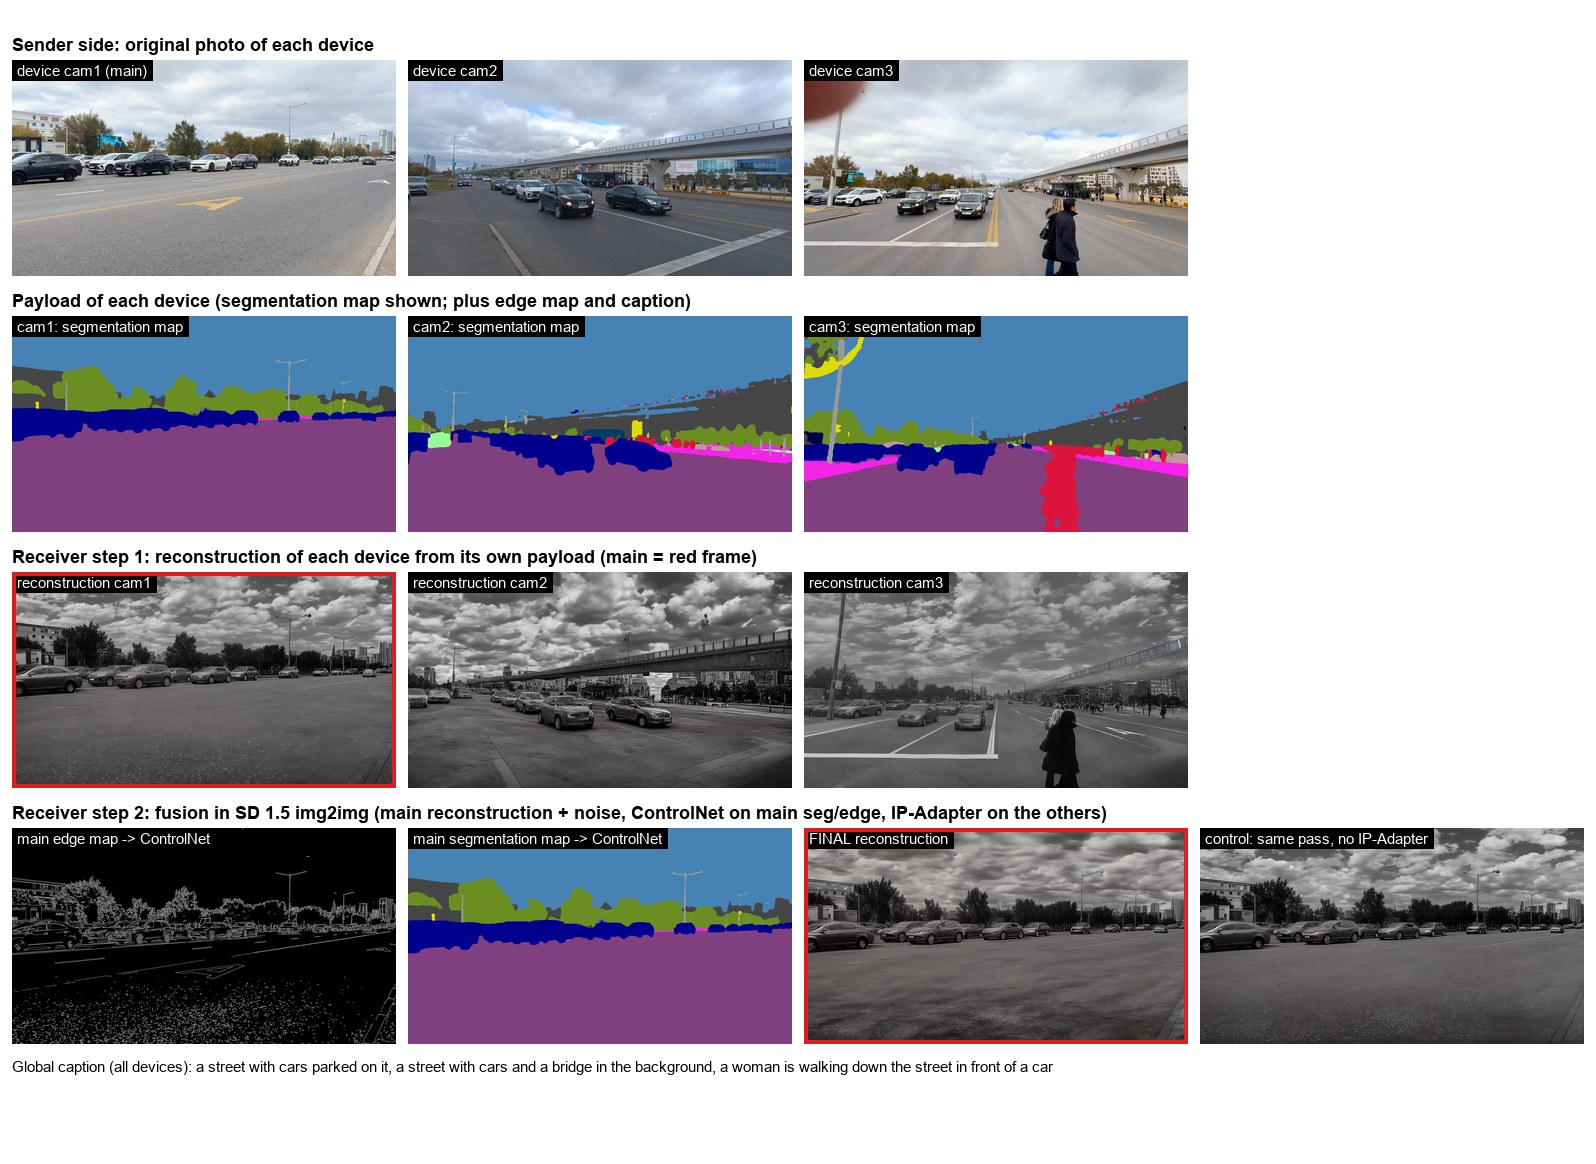 Sender side: original photo of each device
device cam1 (main)
device cam2
device cam3
Payload of each device (segmentation map shown; plus edge map and caption)
cam1: segmentation map
cam2: segmentation map
cam3: segmentation map
Receiver step 1: reconstruction of each device from its own payload (main = red frame)
reconstruction cam1
reconstruction cam2
reconstruction cam3
Receiver step 2: fusion in SD 1.5 img2img (main reconstruction + noise, ControlNet on main seg/edge, IP-Adapter on the others)
main edge map -> ControlNet
main segmentation map -> ControlNet
FINAL reconstruction
control: same pass, no IP-Adapter
Global caption (all devices): a street with cars parked on it, a street with cars and a bridge in the background, a woman is walking down the street in front of a car